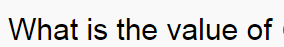 What is the value of